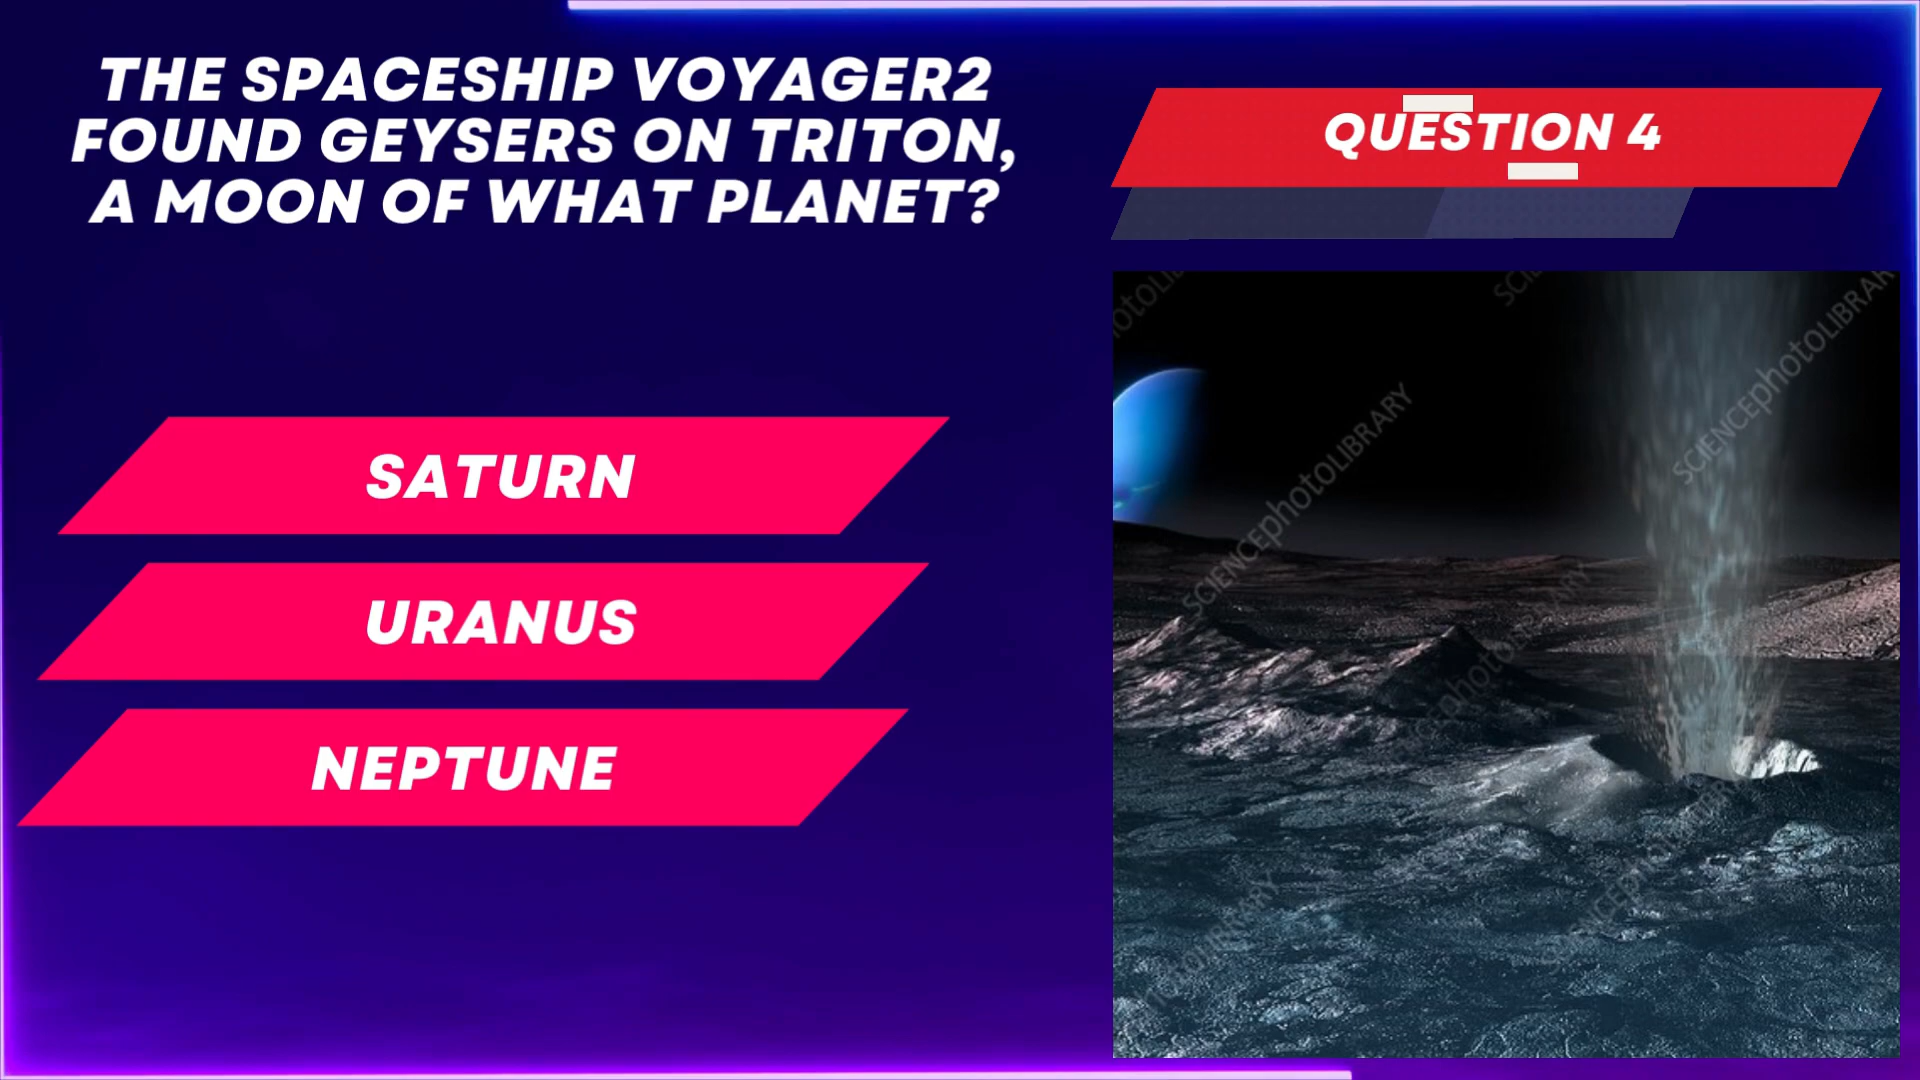 THE SPACESHIP VOYAGER2
FOUND GEYSERS ON TRITON,
A MOON OF WHAT PLANET?
QUESTION 4
SATURN
URANUS
NEPTUNE
SCIENCEphotoLIBRARY
SCIENCEphotoLIBRARY